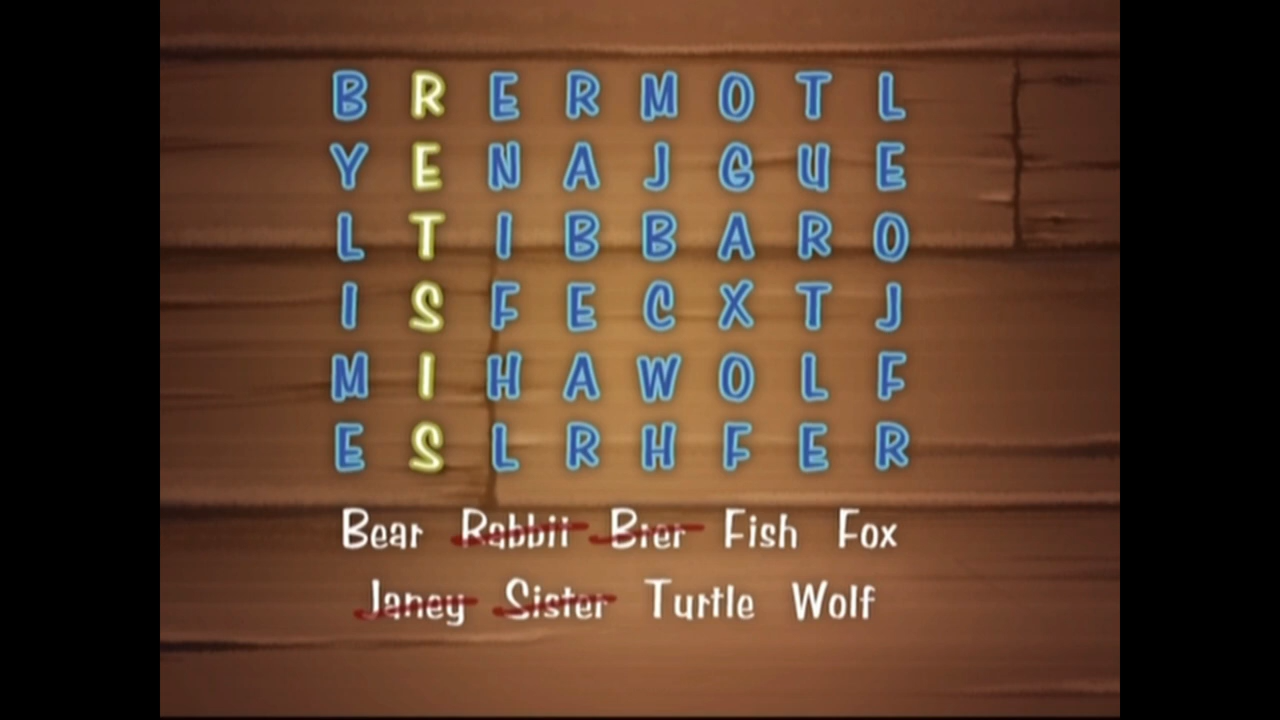 B R E R M O T L
Y E N A J G U E
L T I B B A R O
I S F E C X T J
M I H A W O L F
E S L R H F E R
Bear Rabbit Brer Fish Fox
Janey Sister Turtle Wolf